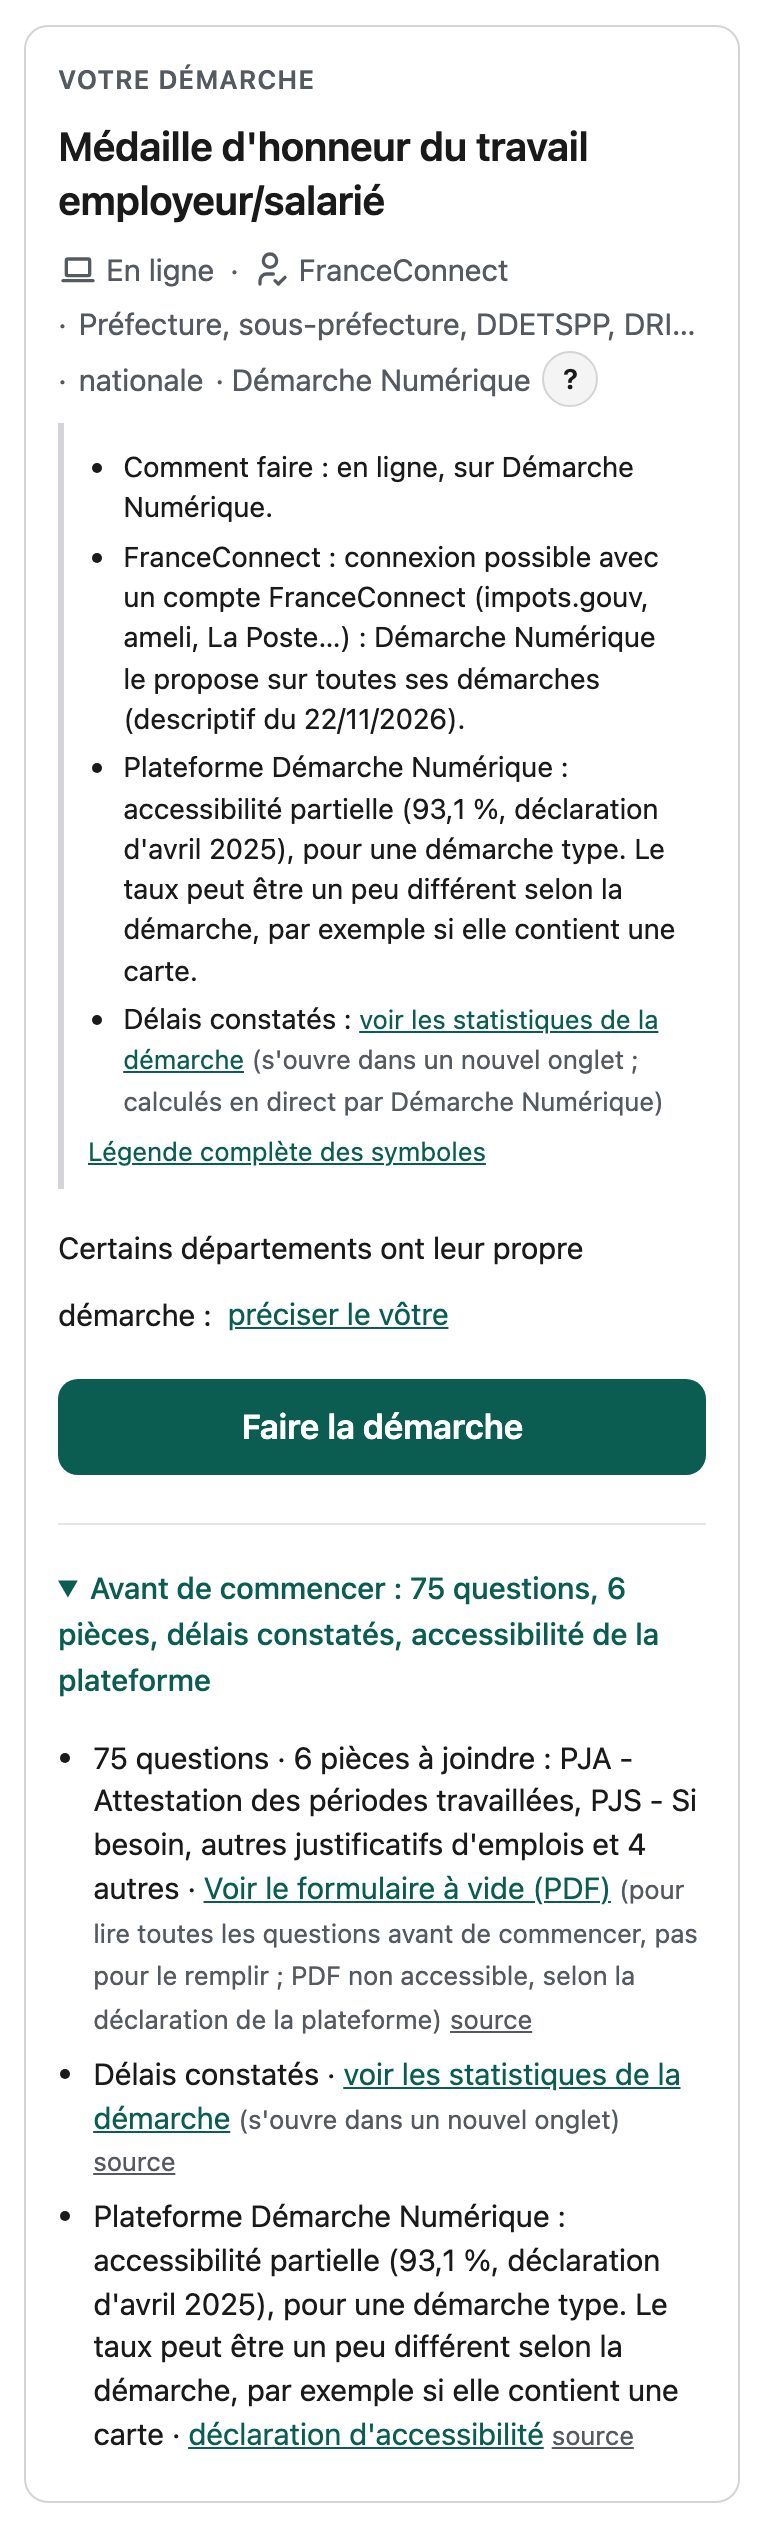 VOTRE DÉMARCHE
Médaille d'honneur du travail
employeur/salarié
En ligne · FranceConnect
· Préfecture, sous-préfecture, DDETSPP, DRI...
· nationale · Démarche Numérique ?
• Comment faire : en ligne, sur Démarche
Numérique.
• FranceConnect : connexion possible avec
un compte FranceConnect (impots.gouv,
ameli, La Poste...) : Démarche Numérique
le propose sur toutes ses démarches
(descriptif du 22/11/2026).
• Plateforme Démarche Numérique :
accessibilité partielle (93,1 %, déclaration
d'avril 2025), pour une démarche type. Le
taux peut être un peu différent selon la
démarche, par exemple si elle contient une
carte.
• Délais constatés : voir les statistiques de la
démarche (s'ouvre dans un nouvel onglet ;
calculés en direct par Démarche Numérique)
Légende complète des symboles
Certains départements ont leur propre
démarche : préciser le vôtre
Faire la démarche
▼ Avant de commencer : 75 questions, 6
pièces, délais constatés, accessibilité de la
plateforme
• 75 questions · 6 pièces à joindre : PJA -
Attestation des périodes travaillées, PJS - Si
besoin, autres justificatifs d'emplois et 4
autres · Voir le formulaire à vide (PDF) (pour
lire toutes les questions avant de commencer, pas
pour le remplir ; PDF non accessible, selon la
déclaration de la plateforme) source
• Délais constatés · voir les statistiques de la
démarche (s'ouvre dans un nouvel onglet)
source
• Plateforme Démarche Numérique :
accessibilité partielle (93,1 %, déclaration
d'avril 2025), pour une démarche type. Le
taux peut être un peu différent selon la
démarche, par exemple si elle contient une
carte · déclaration d'accessibilité source